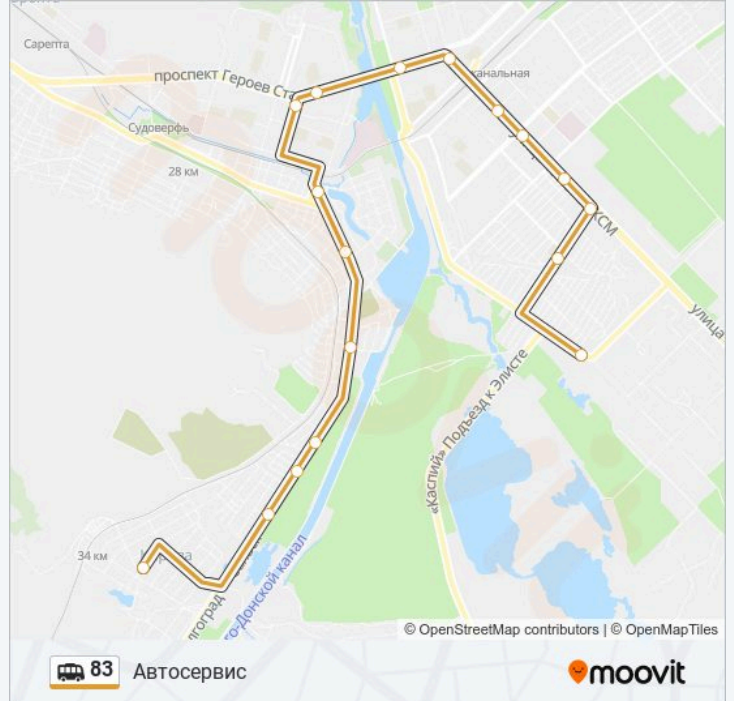 Сарепта
проспект Героев Ста
канальная
Судоверфь
28 км
КСМ
улица
«Каспий» Подъезд к Элисте
34 км
го-Донской канал
© OpenStreetMap contributors | © OpenMapTiles
83 Автосервис
moovit